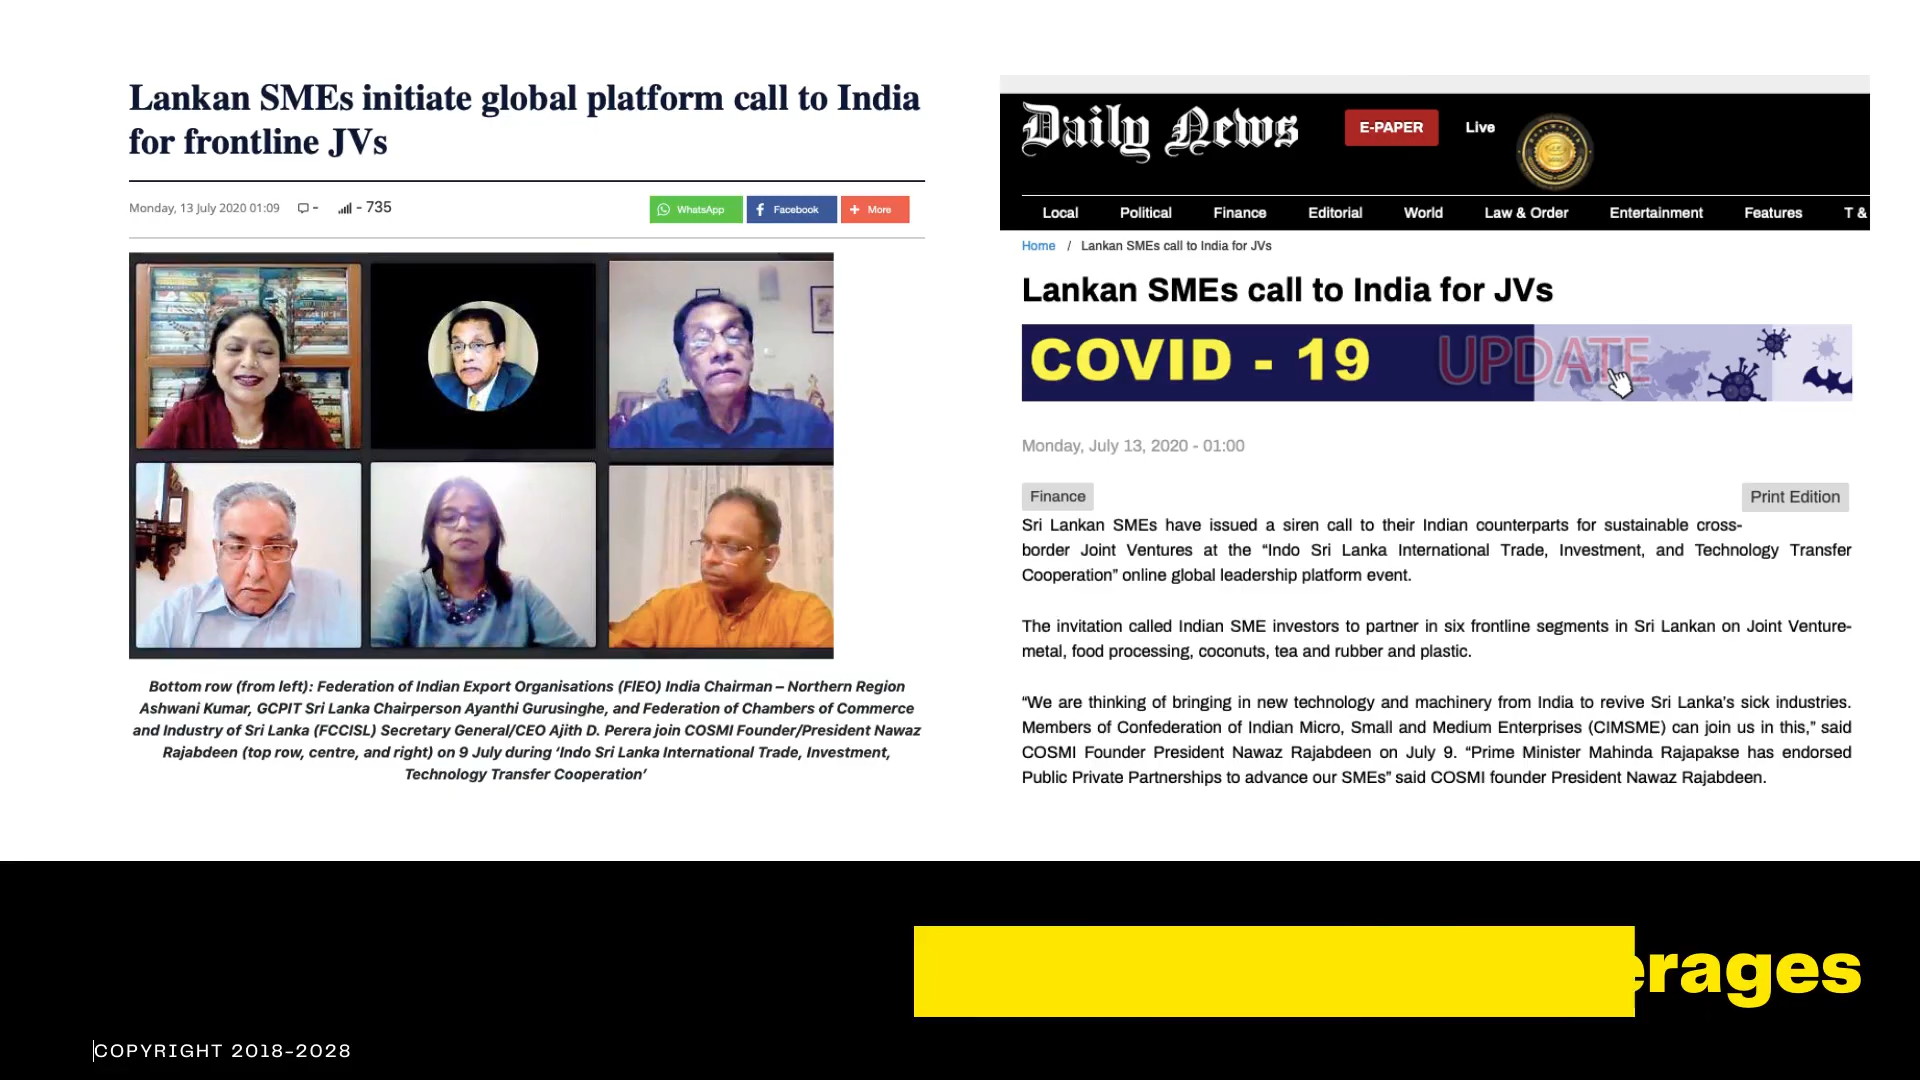 Lankan SMEs initiate global platform call to India
for frontline JVs
Monday, 13 July 2020 01:09 - - 735
WhatsApp Facebook More
Bottom row (from left): Federation of Indian Export Organisations (FIEO) India Chairman – Northern Region
Ashwani Kumar, GCPIT Sri Lanka Chairperson Ayanthi Gurusinghe, and Federation of Chambers of Commerce
and Industry of Sri Lanka (FCCISL) Secretary General/CEO Ajith D. Perera join COSMI Founder/President Nawaz
Rajabdeen (top row, centre, and right) on 9 July during ‘Indo Sri Lanka International Trade, Investment,
Technology Transfer Cooperation’
Daily News E-PAPER Live
Local Political Finance Editorial World Law & Order Entertainment Features T &
Home / Lankan SMEs call to India for JVs
Lankan SMEs call to India for JVs
COVID - 19 UPDATE
Monday, July 13, 2020 - 01:00
Finance Print Edition
Sri Lankan SMEs have issued a siren call to their Indian counterparts for sustainable cross-
border Joint Ventures at the “Indo Sri Lanka International Trade, Investment, and Technology Transfer
Cooperation” online global leadership platform event.
The invitation called Indian SME investors to partner in six frontline segments in Sri Lankan on Joint Venture-
metal, food processing, coconuts, tea and rubber and plastic.
“We are thinking of bringing in new technology and machinery from India to revive Sri Lanka’s sick industries.
Members of Confederation of Indian Micro, Small and Medium Enterprises (CIMSME) can join us in this,” said
COSMI Founder President Nawaz Rajabdeen on July 9. “Prime Minister Mahinda Rajapakse has endorsed
Public Private Partnerships to advance our SMEs” said COSMI founder President Nawaz Rajabdeen.
erages
COPYRIGHT 2018-2028